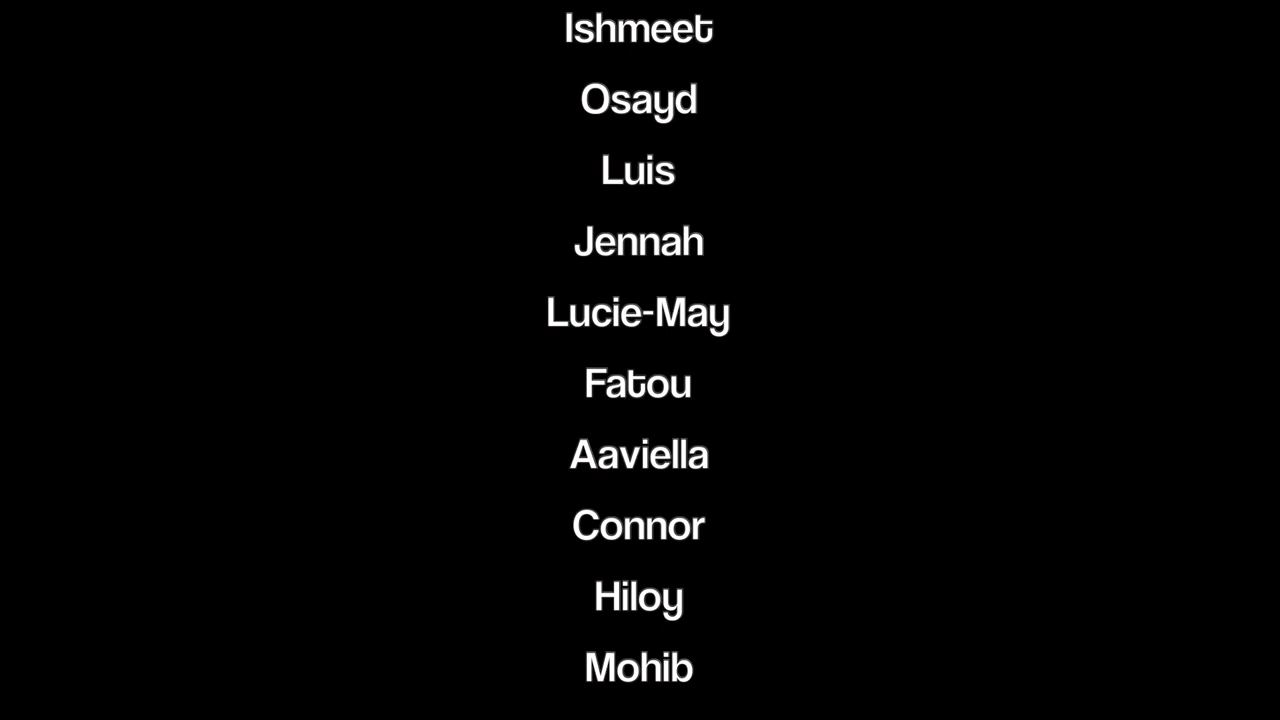 Ishmeet
Osayd
Luis
Jennah
Lucie-May
Fatou
Aaviella
Connor
Hiloy
Mohib